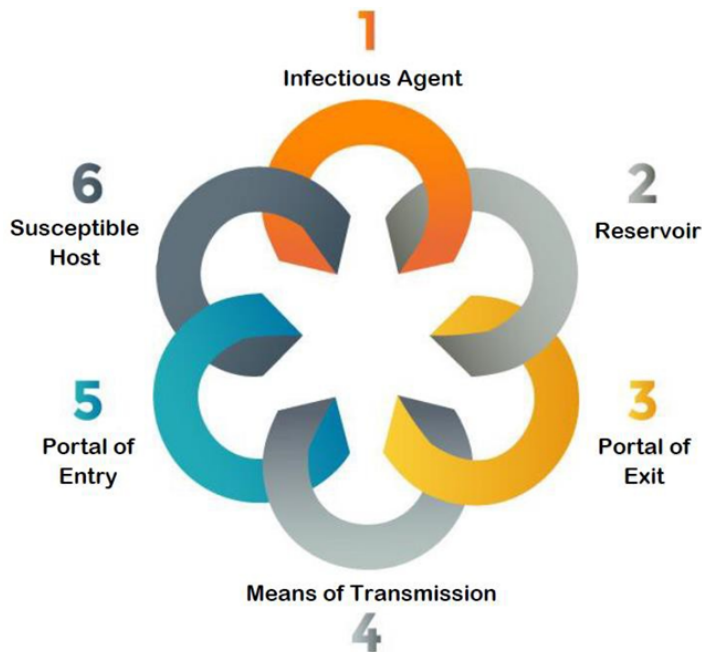 1
Infectious Agent
2
Reservoir
3
Portal of
Exit
Means of Transmission
4
5
Portal of
Entry
6
Susceptible
Host